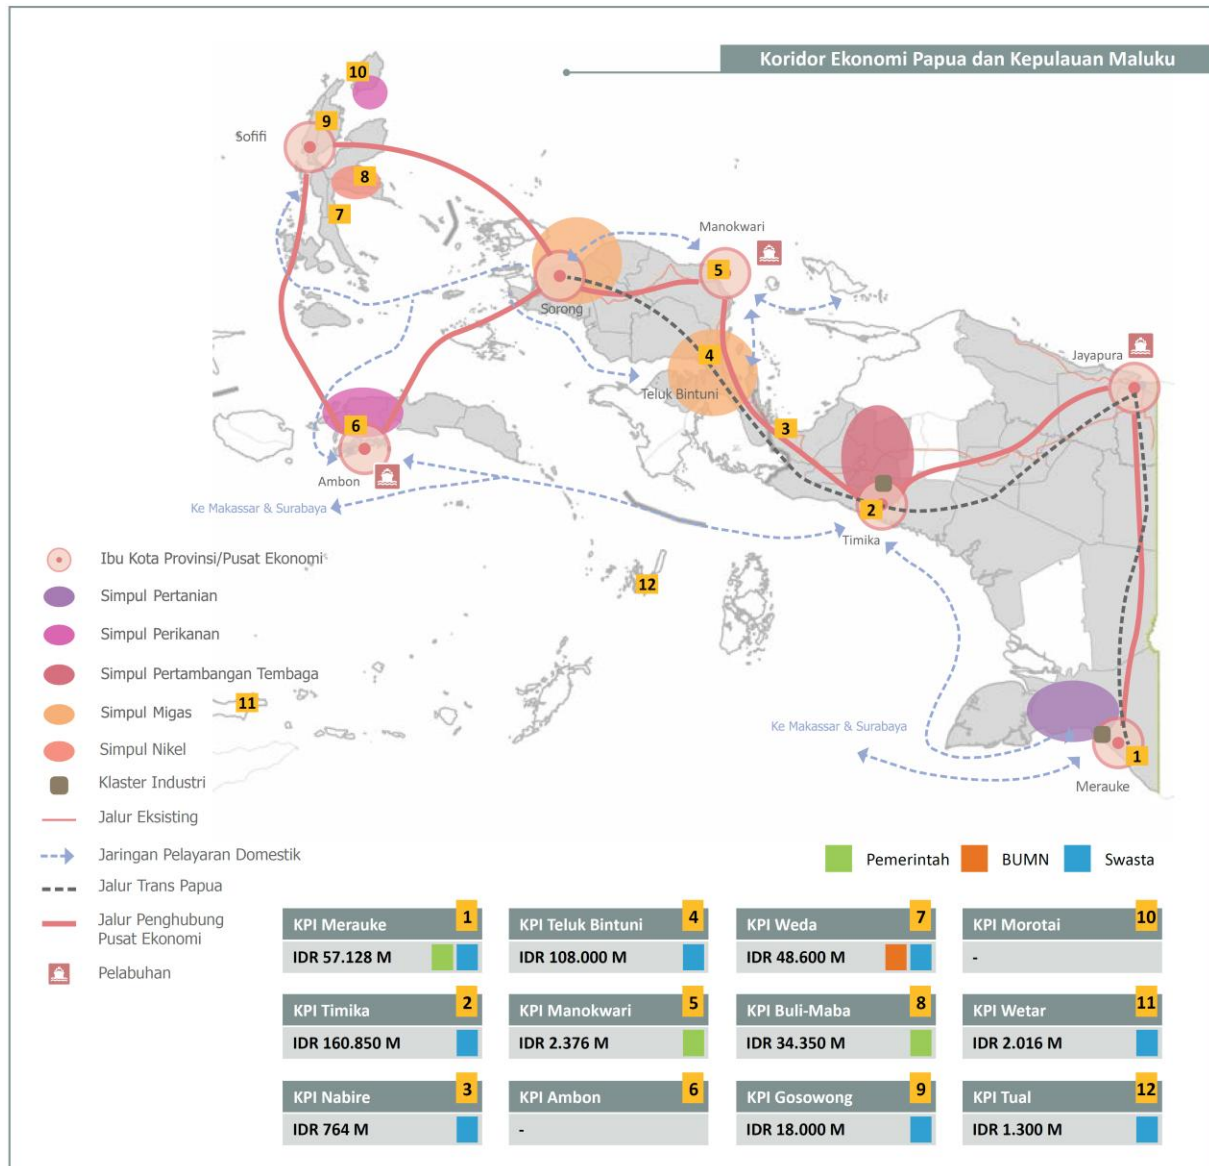 Koridor Ekonomi Papua dan Kepulauan Maluku
10
9
Sofifi
8
7
Manokwari
5
Sorong
4
Jayapura
Teluk Bintuni
3
6
Ambon
2
Timika
Ke Makassar & Surabaya
12
11
Ke Makassar & Surabaya
1
Merauke
Ibu Kota Provinsi/Pusat Ekonomi
Simpul Pertanian
Simpul Perikanan
Simpul Pertambangan Tembaga
Simpul Migas
Simpul Nikel
Klaster Industri
Jalur Eksisting
Jaringan Pelayaran Domestik
Jalur Trans Papua
Jalur Penghubung
Pusat Ekonomi
Pelabuhan
Pemerintah
BUMN
Swasta
KPI Merauke 1
IDR 57.128 M
KPI Teluk Bintuni 4
IDR 108.000 M
KPI Weda 7
IDR 48.600 M
KPI Morotai 10
-
KPI Timika 2
IDR 160.850 M
KPI Manokwari 5
IDR 2.376 M
KPI Buli-Maba 8
IDR 34.350 M
KPI Wetar 11
IDR 2.016 M
KPI Nabire 3
IDR 764 M
KPI Ambon 6
-
KPI Gosowong 9
IDR 18.000 M
KPI Tual 12
IDR 1.300 M